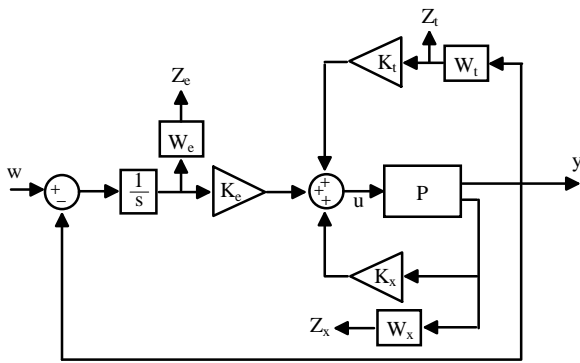 Z_t
K_t
W_t
Z_e
W_e
w
+
−
1
s
K_e
+
+
+
u
P
y
K_x
Z_x
W_x